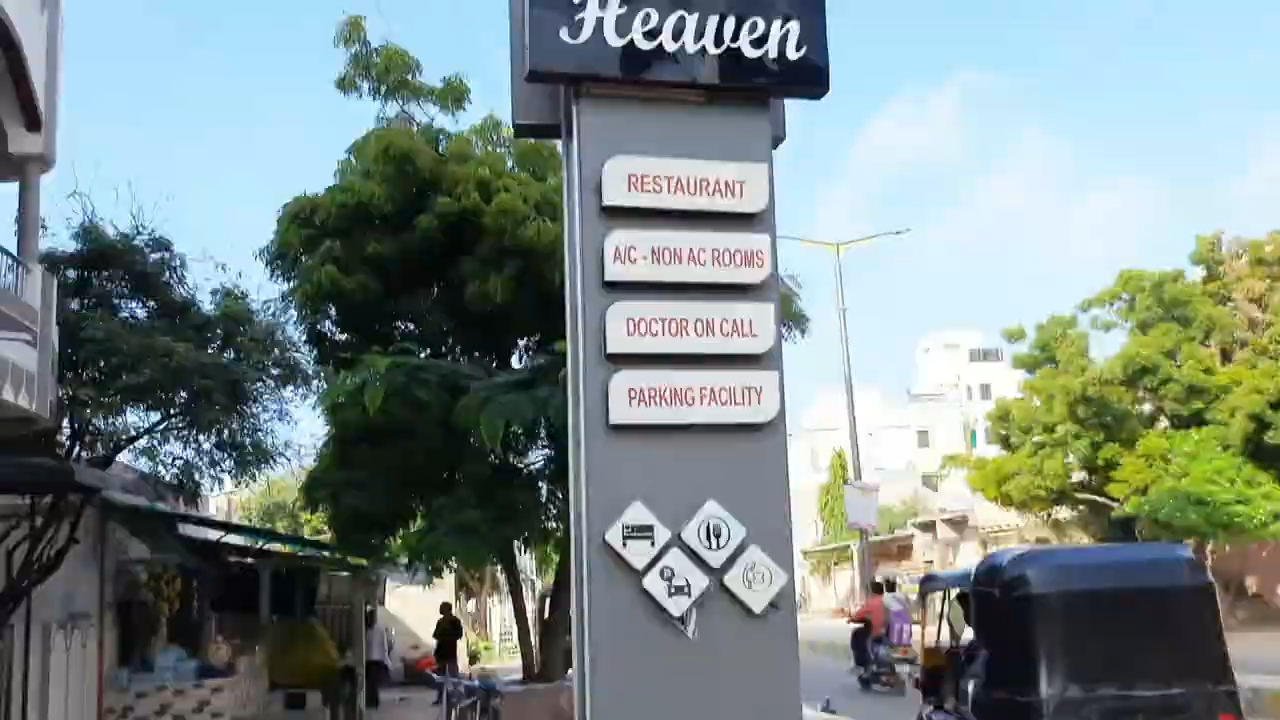 Heaven
RESTAURANT
A/C - NON AC ROOMS
DOCTOR ON CALL
PARKING FACILITY